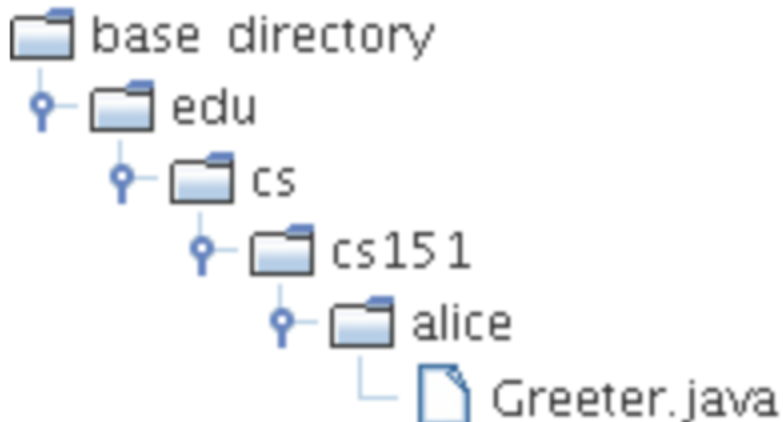 base directory
edu
cs
cs151
alice
Greeter.java